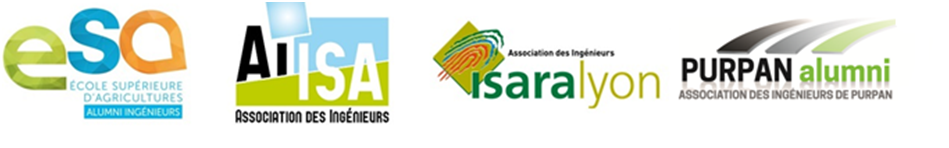 esa
ÉCOLE SUPÉRIEURE
D'AGRICULTURES
ALUMNI INGÉNIEURS
Ai ISA
ASSOCIATION DES INGÉNIEURS
Association des Ingénieurs
isaralyon
PURPAN alumni
ASSOCIATION DES INGÉNIEURS DE PURPAN